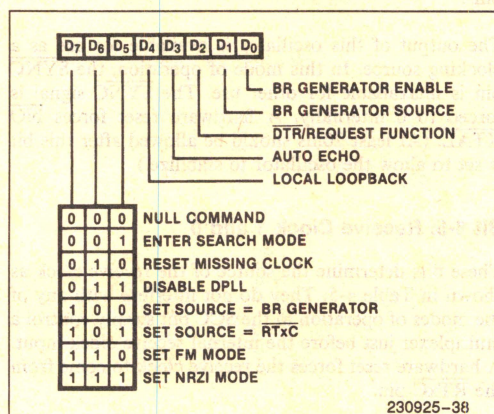 D7 D6 D5 D4 D3 D2 D1 D0
BR GENERATOR ENABLE
BR GENERATOR SOURCE
DTR/REQUEST FUNCTION
AUTO ECHO
LOCAL LOOPBACK
0 0 0 NULL COMMAND
0 0 1 ENTER SEARCH MODE
0 1 0 RESET MISSING CLOCK
0 1 1 DISABLE DPLL
1 0 0 SET SOURCE = BR GENERATOR
1 0 1 SET SOURCE = RTxC
1 1 0 SET FM MODE
1 1 1 SET NRZI MODE
230925-38